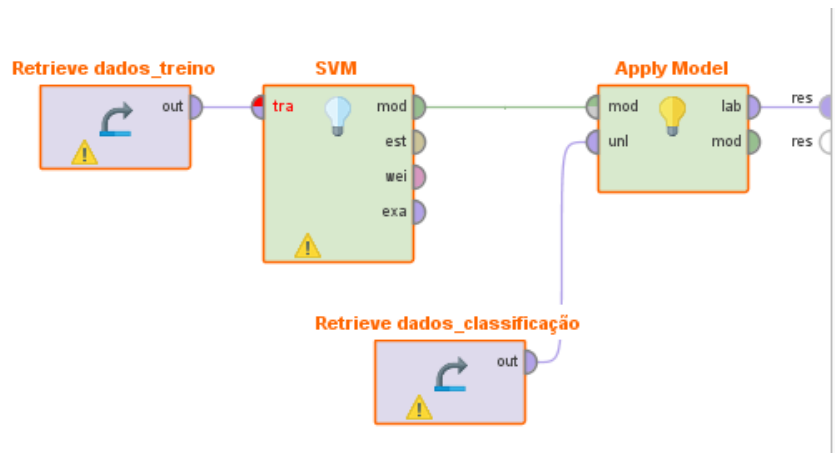 Retrieve dados_treino
out
SVM
tra
mod
est
wei
exa
Apply Model
mod
unl
lab
mod
res
res
Retrieve dados_classificação
out